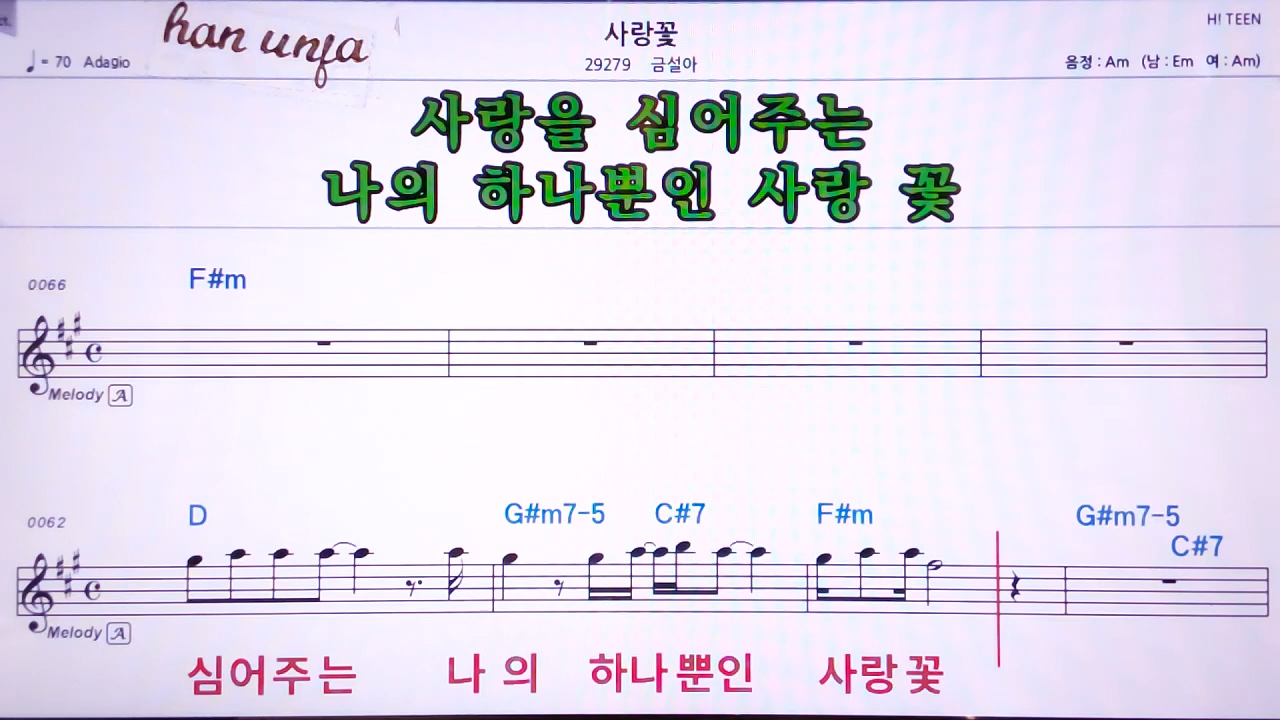 han unfa
사랑꽃
H! TEEN
♩= 70 Adagio
29279 금설아
음정 : Am (남 : Em 여 : Am)
사랑을 심어주는
나의 하나뿐인 사랑 꽃
0066
F#m
Melody A
0062
D G#m7-5 C#7 F#m G#m7-5
C#7
Melody A
심어주는 나 의 하나뿐인 사랑꽃